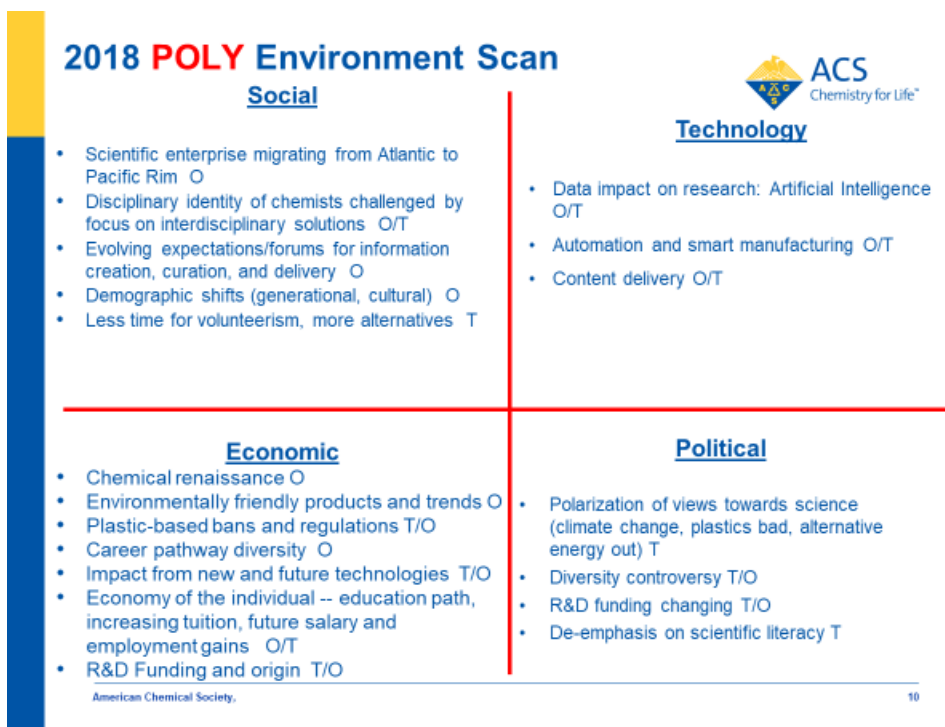 2018 POLY Environment Scan
ACS
Chemistry for Life™
A C S
Social
• Scientific enterprise migrating from Atlantic to
Pacific Rim O
• Disciplinary identity of chemists challenged by
focus on interdisciplinary solutions O/T
• Evolving expectations/forums for information
creation, curation, and delivery O
• Demographic shifts (generational, cultural) O
• Less time for volunteerism, more alternatives T
Technology
• Data impact on research: Artificial Intelligence
O/T
• Automation and smart manufacturing O/T
• Content delivery O/T
Economic
• Chemical renaissance O
• Environmentally friendly products and trends O
• Plastic-based bans and regulations T/O
• Career pathway diversity O
• Impact from new and future technologies T/O
• Economy of the individual -- education path,
increasing tuition, future salary and
employment gains O/T
• R&D Funding and origin T/O
Political
• Polarization of views towards science
(climate change, plastics bad, alternative
energy out) T
• Diversity controversy T/O
• R&D funding changing T/O
• De-emphasis on scientific literacy T
American Chemical Society,
10